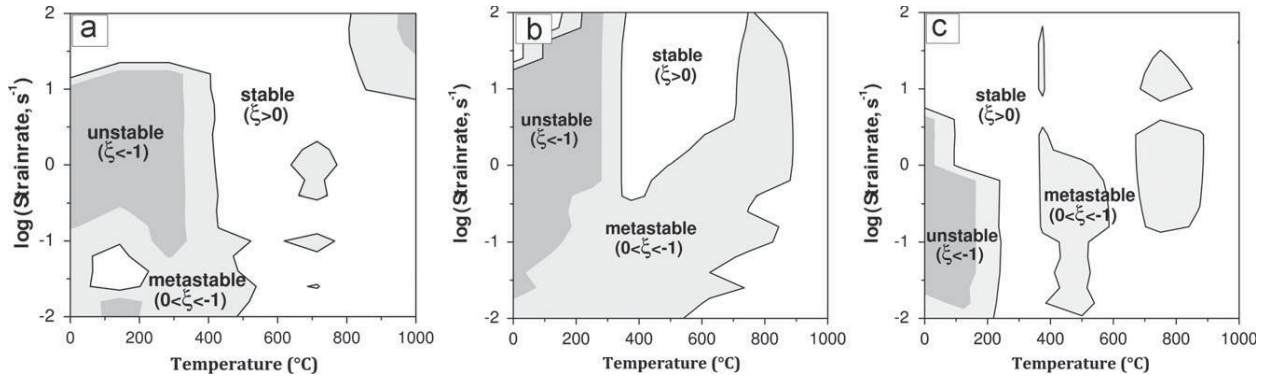 a
2
1
0
-1
-2
log (Strainrate, s⁻¹)
unstable
(ξ<-1)
stable
(ξ>0)
metastable
(0<ξ<-1)
0 200 400 600 800 1000
Temperature (°C)
b
2
1
0
-1
-2
log (Strainrate, s⁻¹)
stable
(ξ>0)
unstable
(ξ<-1)
metastable
(0<ξ<-1)
0 200 400 600 800 1000
Temperature (°C)
c
2
1
0
-1
-2
log (Strainrate, s⁻¹)
stable
(ξ>0)
metastable
(0<ξ<-1)
unstable
(ξ<-1)
0 200 400 600 800 1000
Temperature (°C)